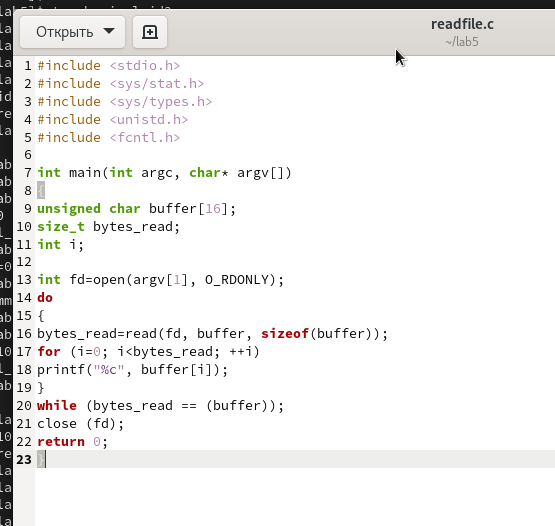 Открыть
readfile.c
~/lab5
1 #include <stdio.h>
2 #include <sys/stat.h>
3 #include <sys/types.h>
4 #include <unistd.h>
5 #include <fcntl.h>
6
7 int main(int argc, char* argv[])
8 {
9 unsigned char buffer[16];
10 size_t bytes_read;
11 int i;
12
13 int fd=open(argv[1], O_RDONLY);
14 do
15 {
16 bytes_read=read(fd, buffer, sizeof(buffer));
17 for (i=0; i<bytes_read; ++i)
18 printf("%c", buffer[i]);
19 }
20 while (bytes_read == (buffer));
21 close (fd);
22 return 0;
23 }